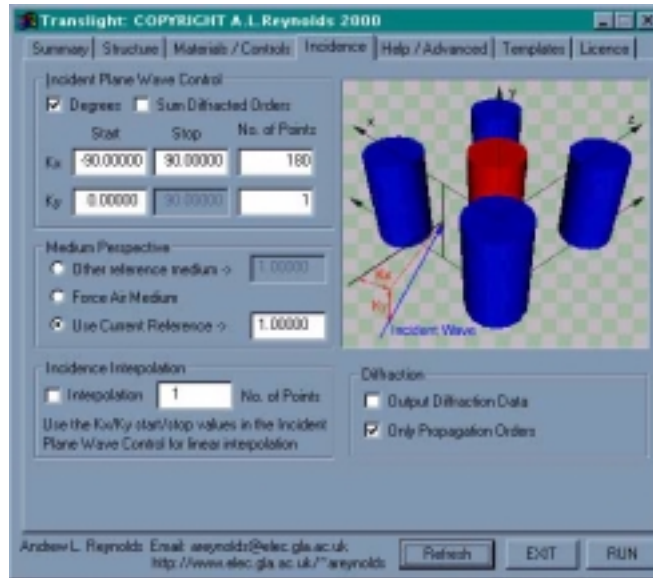 Translight: COPYRIGHT A.L.Reynolds 2000
Summary Structure Materials / Controls Incidence Help / Advanced Templates Licence
Incident Plane Wave Control
Degrees Sum Diffracted Orders
Start Stop No. of Points
Kx -90.00000 90.00000 180
Ky 0.00000 90.00000 1
x y z
Kx
Ky
Incident Wave
Medium Perspective
Other reference medium -> 1.00000
Force Air Medium
Use Current Reference -> 1.00000
Incidence Interpolation
Interpolation 1 No. of Points
Use the Kx/Ky start/stop values in the Incident
Plane Wave Control for linear interpolation
Diffraction
Output Diffraction Data
Only Propagation Orders
Andrew L. Reynolds Email: areynolds@elec.gla.ac.uk
http://www.elec.gla.ac.uk/~areynolds
Refresh EXIT RUN